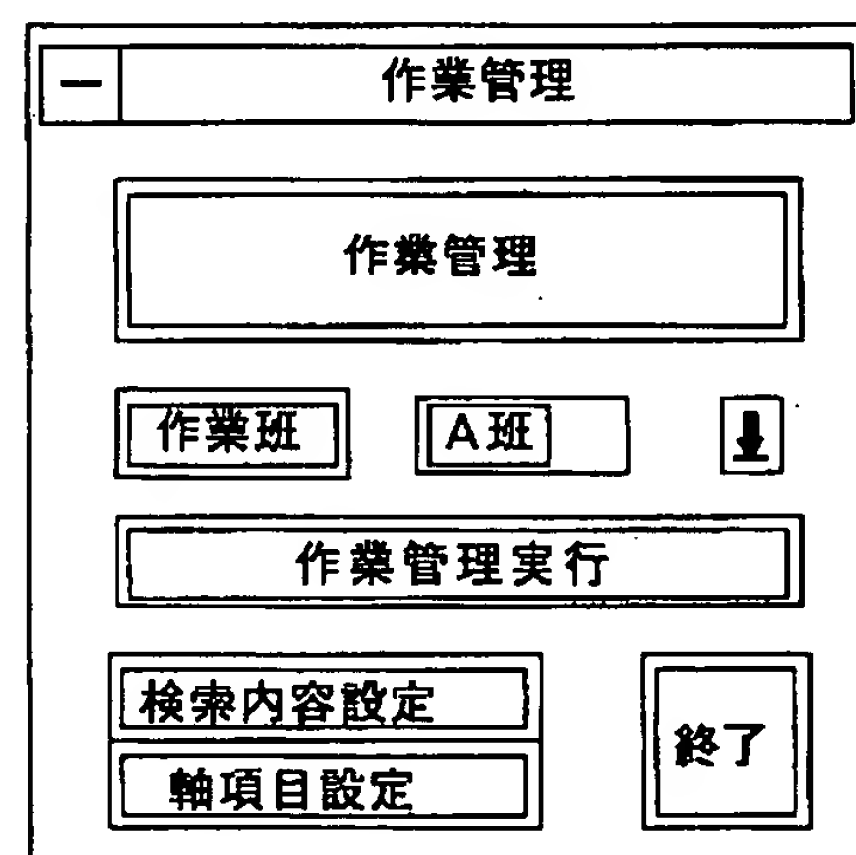 作業管理
作業管理
作業班 A班
作業管理実行
検索内容設定
軸項目設定
終了